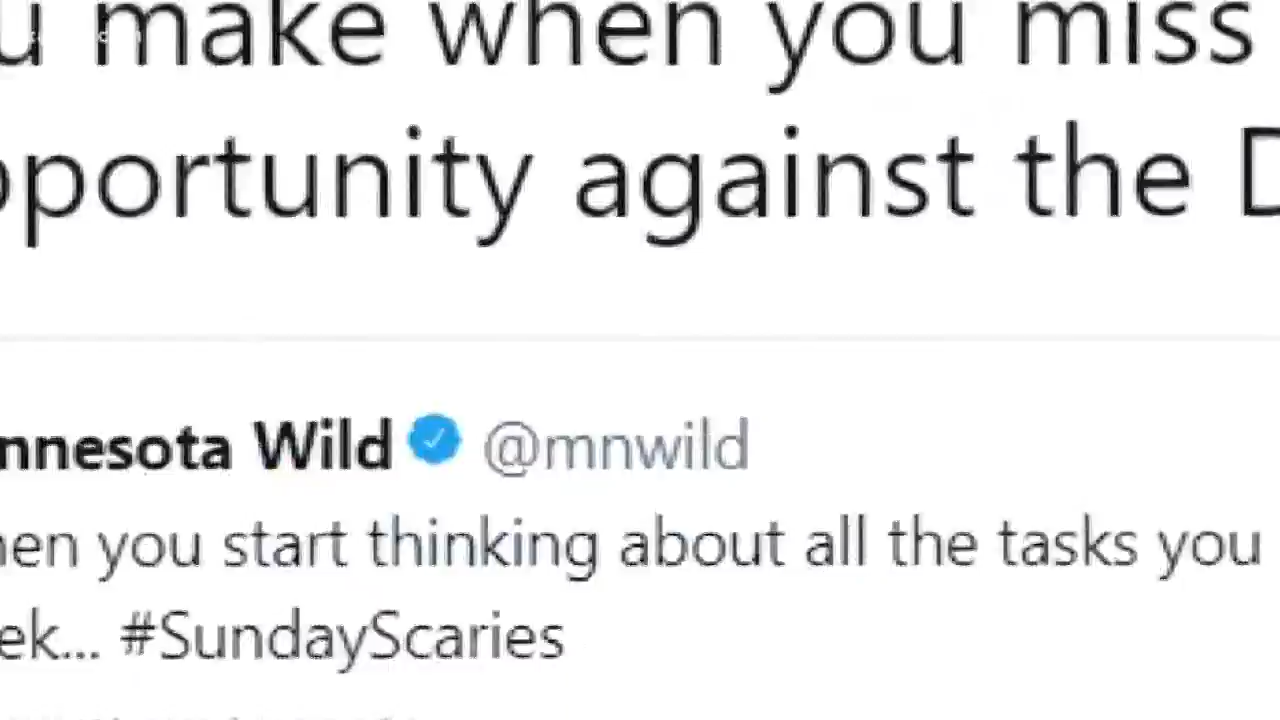 u make when you miss
pportunity against the D
nnesota Wild @mnwild
en you start thinking about all the tasks you
ek... #SundayScaries